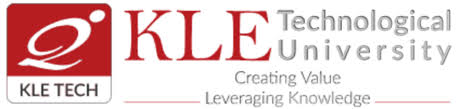 KLE TECH
KLE Technological
University
Creating Value
Leveraging Knowledge